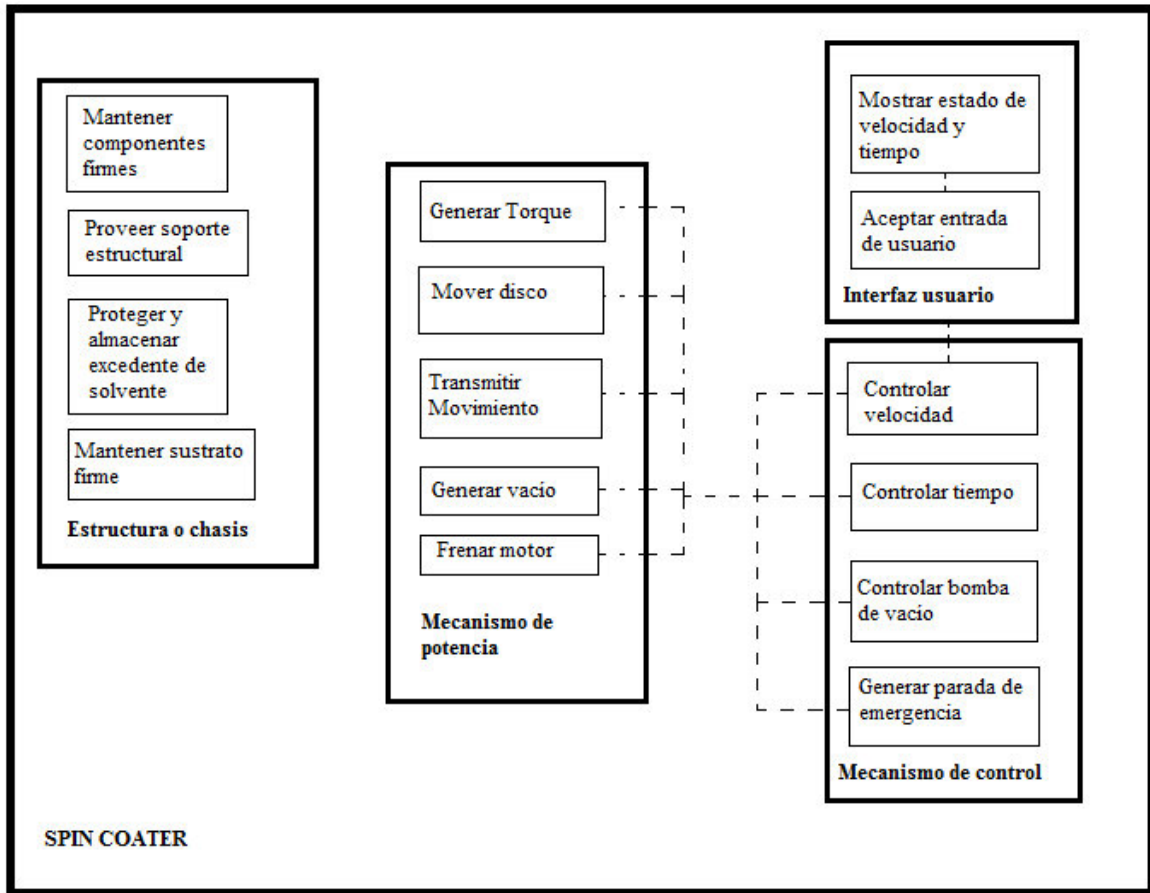 Mantener
componentes
firmes
Proveer soporte
estructural
Proteger y
almacenar
excedente de
solvente
Mantener sustrato
firme
Estructura o chasis
Generar Torque
Mover disco
Transmitir
Movimiento
Generar vacío
Frenar motor
Mecanismo de
potencia
Mostrar estado de
velocidad y
tiempo
Aceptar entrada
de usuario
Interfaz usuario
Controlar
velocidad
Controlar tiempo
Controlar bomba
de vacío
Generar parada de
emergencia
Mecanismo de control
SPIN COATER